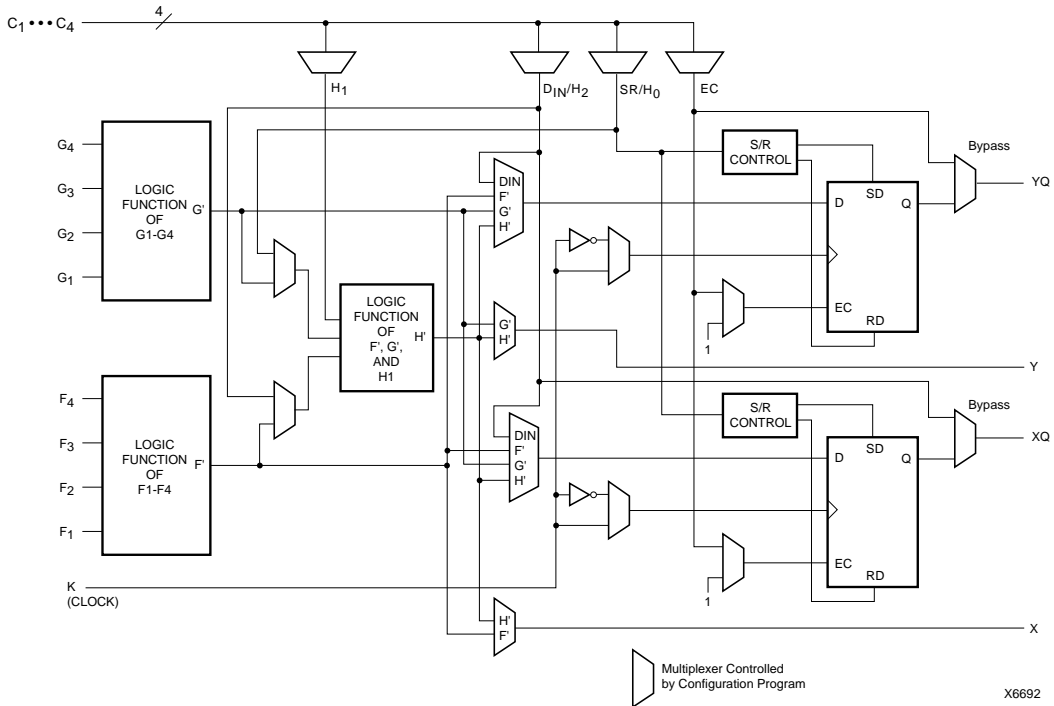 C1 • • • C4
4
H1
DIN/H2
SR/H0
EC
G4
G3
G2
G1
LOGIC
FUNCTION
OF
G1-G4
G'
DIN
F'
G'
H'
S/R
CONTROL
Bypass
D
SD
Q
YQ
EC
RD
1
LOGIC
FUNCTION
OF
F', G',
AND
H1
H'
G'
H'
Y
F4
F3
F2
F1
LOGIC
FUNCTION
OF
F1-F4
F'
DIN
F'
G'
H'
S/R
CONTROL
Bypass
D
SD
Q
XQ
EC
RD
1
K
(CLOCK)
H'
F'
X
Multiplexer Controlled
by Configuration Program
X6692